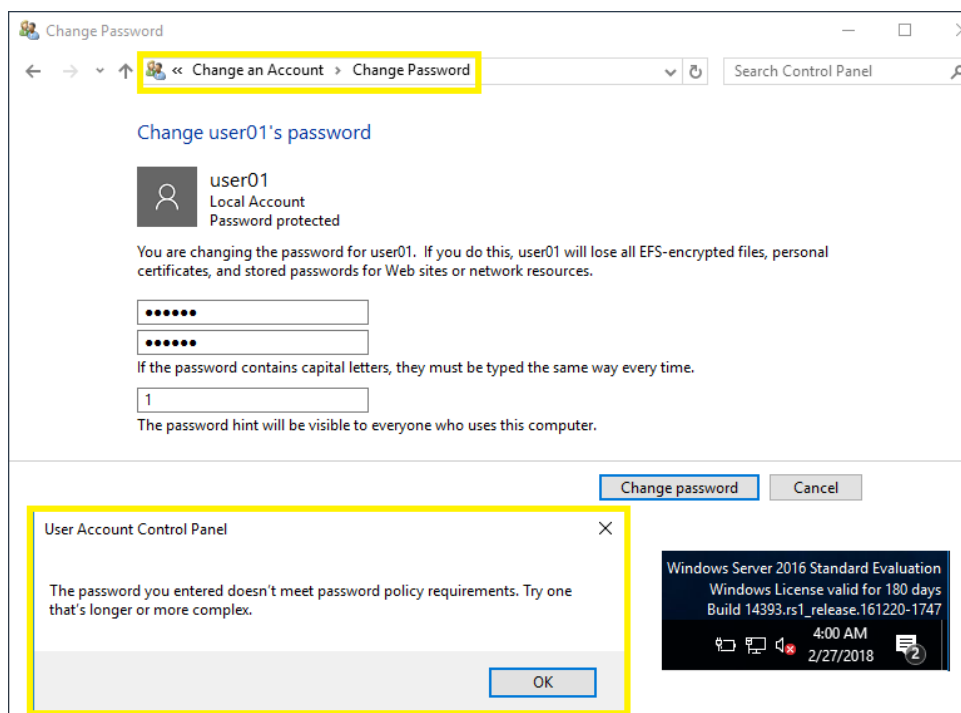 Change Password
« Change an Account › Change Password
Search Control Panel
Change user01's password
user01
Local Account
Password protected
You are changing the password for user01.  If you do this, user01 will lose all EFS-encrypted files, personal
certificates, and stored passwords for Web sites or network resources.
••••••
••••••
If the password contains capital letters, they must be typed the same way every time.
1
The password hint will be visible to everyone who uses this computer.
Change password
Cancel
User Account Control Panel
The password you entered doesn't meet password policy requirements. Try one
that's longer or more complex.
OK
Windows Server 2016 Standard Evaluation
Windows License valid for 180 days
Build 14393.rs1_release.161220-1747
4:00 AM
2/27/2018
2